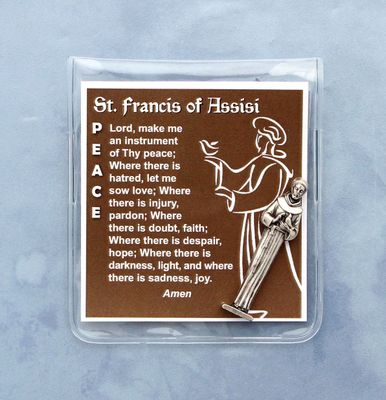 St. Francis of Assisi
PEACE
Lord, make me
an instrument
of Thy peace;
Where there is
hatred, let me
sow love; Where
there is injury,
pardon; Where
there is doubt, faith;
Where there is despair,
hope; Where there is
darkness, light, and where
there is sadness, joy.
Amen